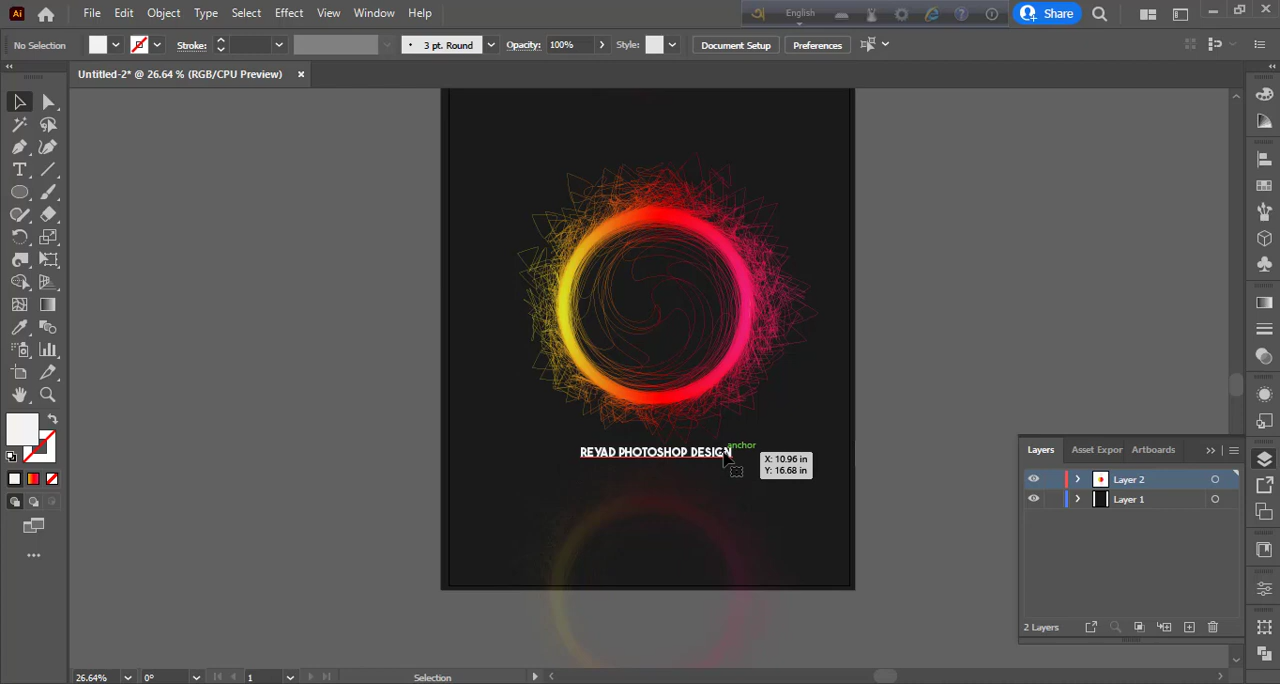 Ai File Edit Object Type Select Effect View Window Help English Share
No Selection Stroke: 3 pt. Round Opacity: 100% Style: Document Setup Preferences
Untitled-2* @ 26.64 % (RGB/CPU Preview)
anchor
REYAD PHOTOSHOP DESIGN
X: 10.96 in
Y: 16.68 in
Layers Asset Expor Artboards
Layer 2
Layer 1
2 Layers
26.64% 0° 1 Selection